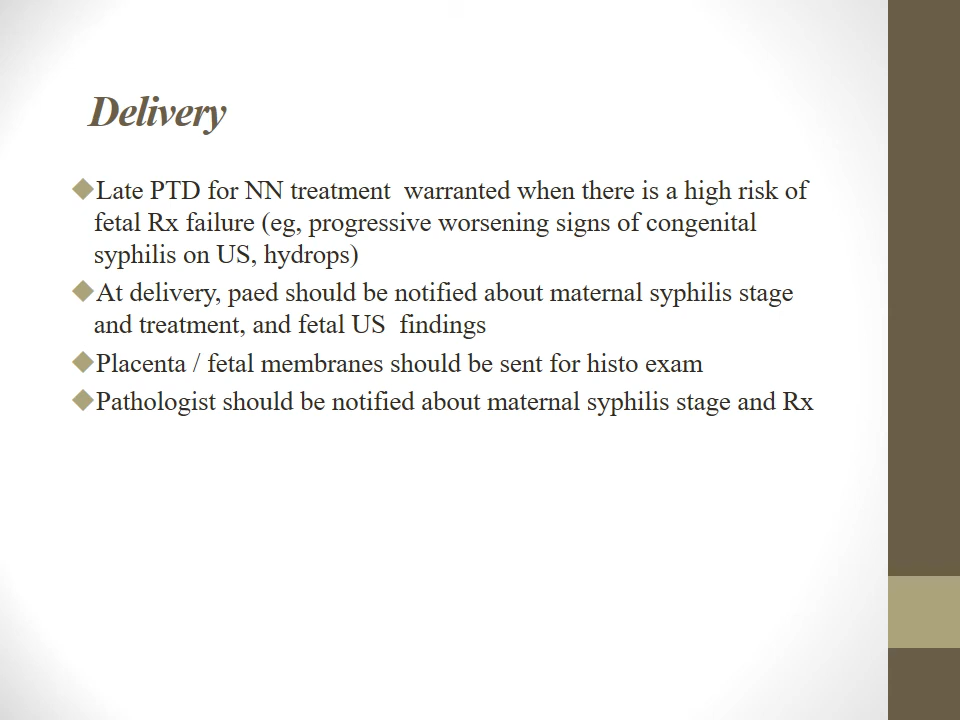 Delivery
Late PTD for NN treatment  warranted when there is a high risk of
fetal Rx failure (eg, progressive worsening signs of congenital
syphilis on US, hydrops)
At delivery, paed should be notified about maternal syphilis stage
and treatment, and fetal US  findings
Placenta / fetal membranes should be sent for histo exam
Pathologist should be notified about maternal syphilis stage and Rx